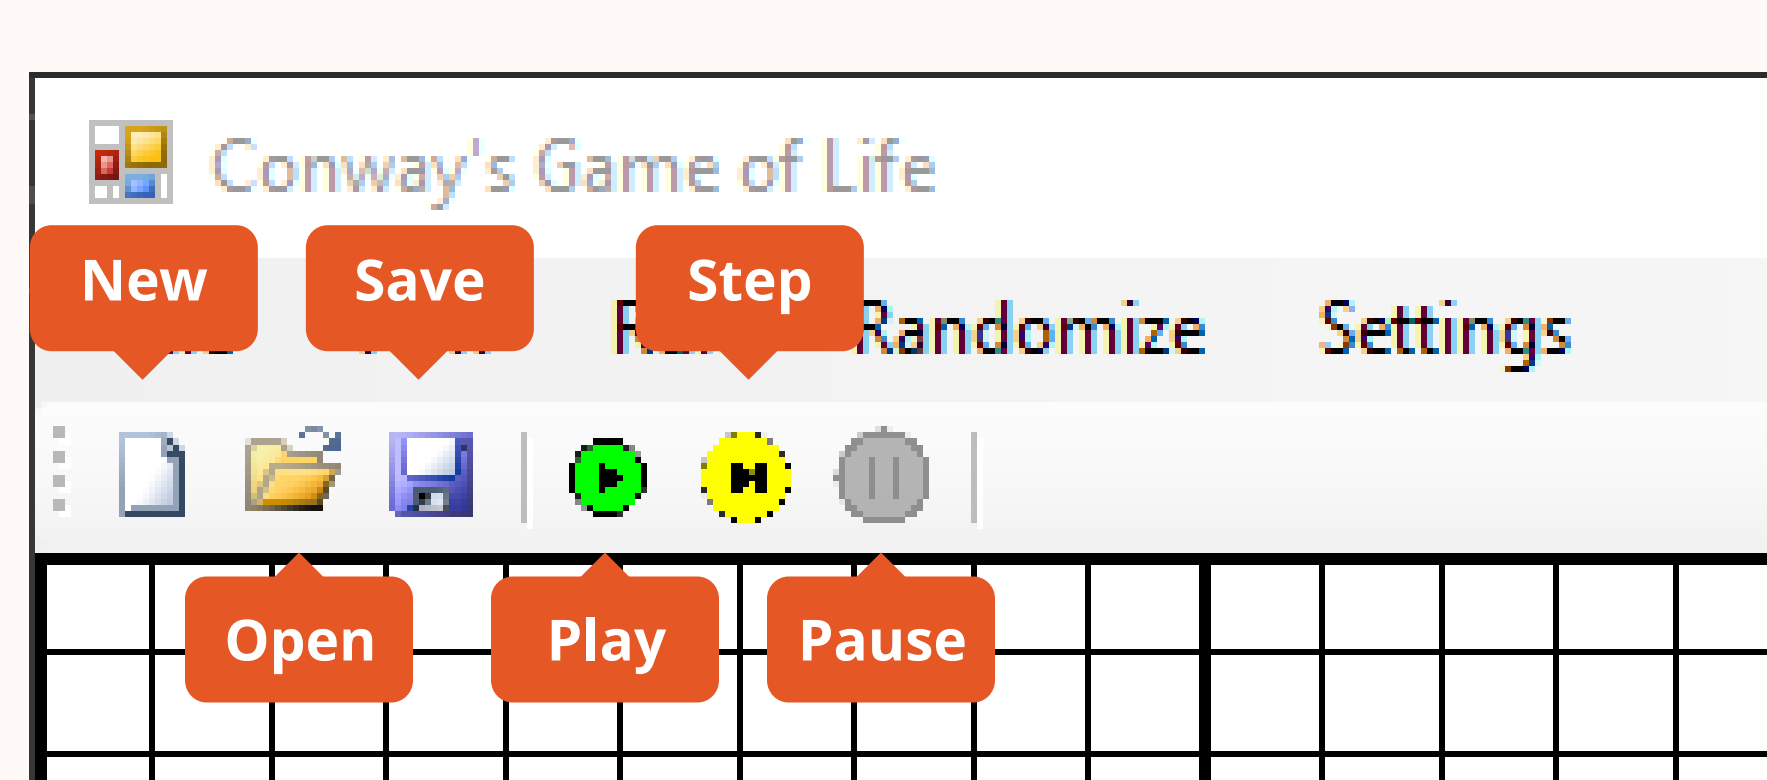 Conway's Game of Life
New
Save
Step
Randomize
Settings
Open
Play
Pause